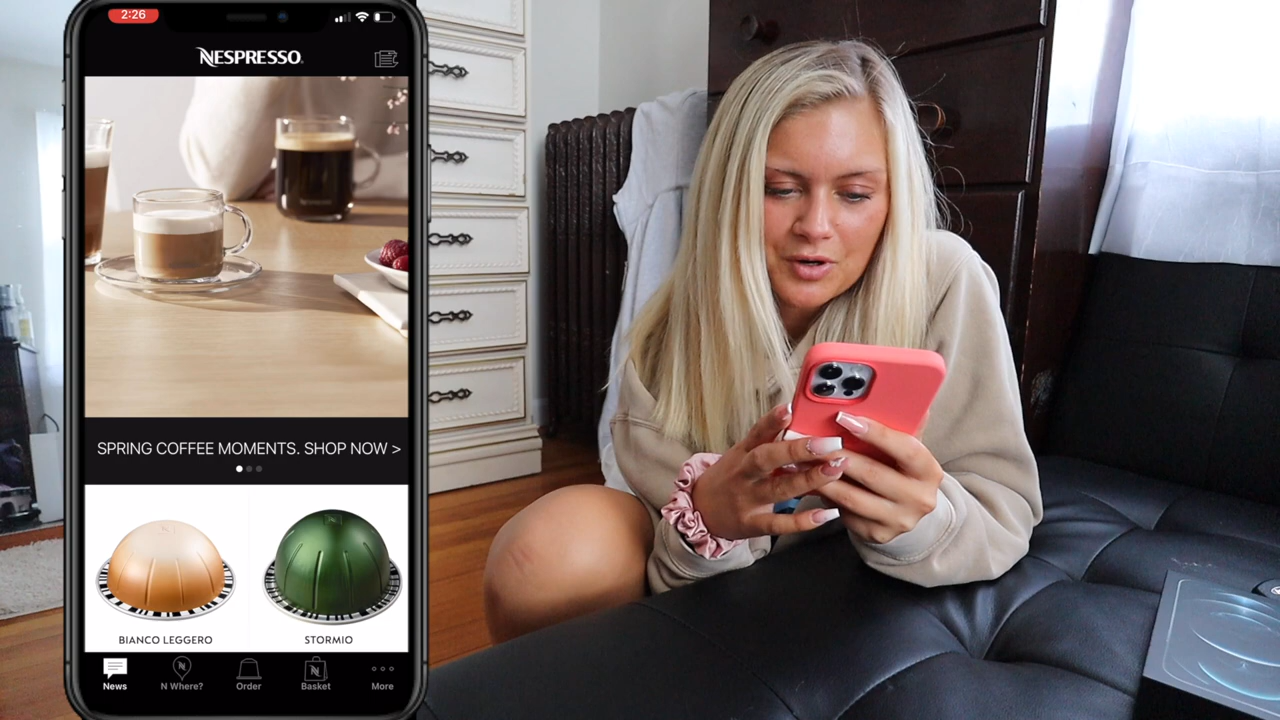 2:26
NESPRESSO
SPRING COFFEE MOMENTS. SHOP NOW >
BIANCO LEGGERO
STORMIO
News
N Where?
Order
Basket
More